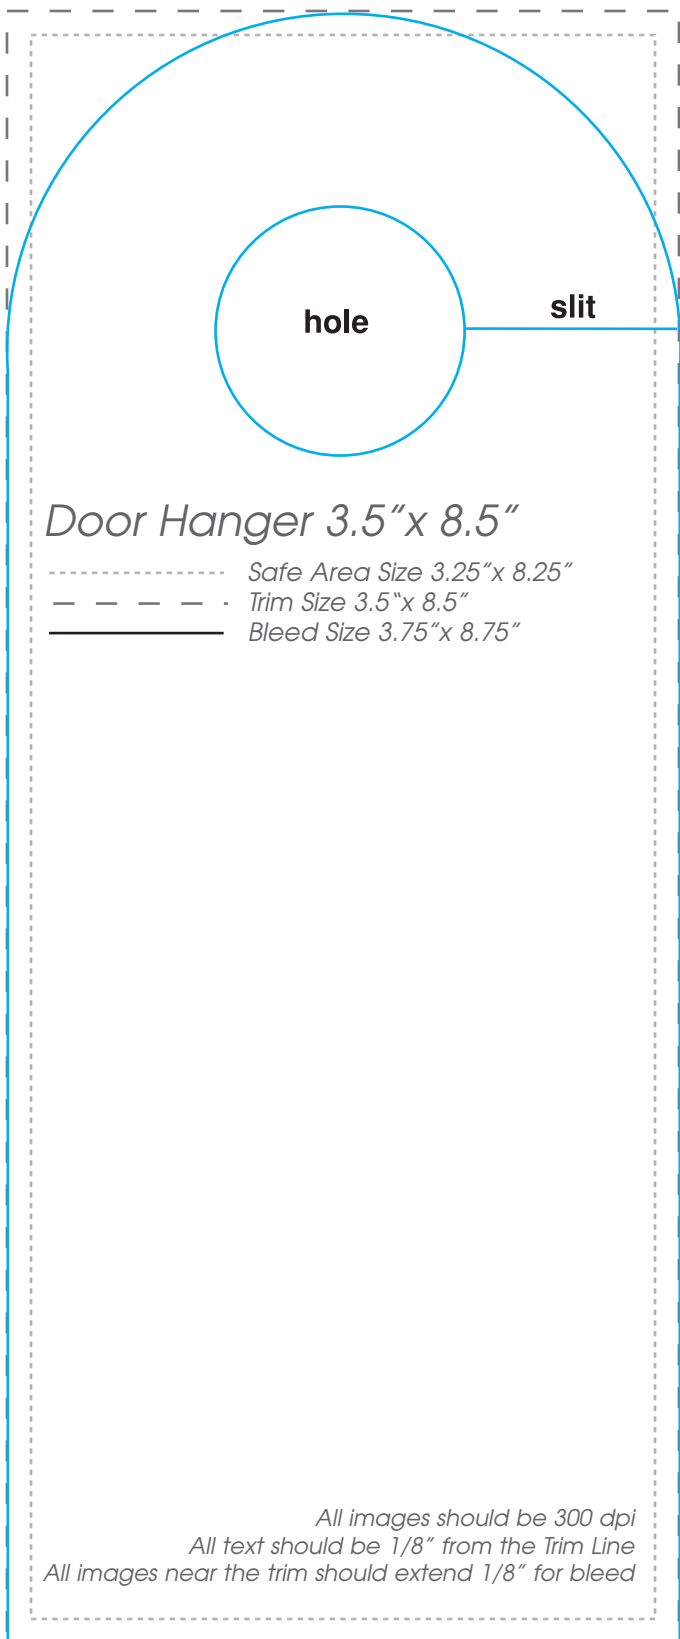 hole
slit
Door Hanger 3.5”x 8.5”
Safe Area Size 3.25”x 8.25”
Trim Size 3.5“x 8.5”
Bleed Size 3.75”x 8.75”
All images should be 300 dpi
All text should be 1/8” from the Trim Line
All images near the trim should extend 1/8” for bleed